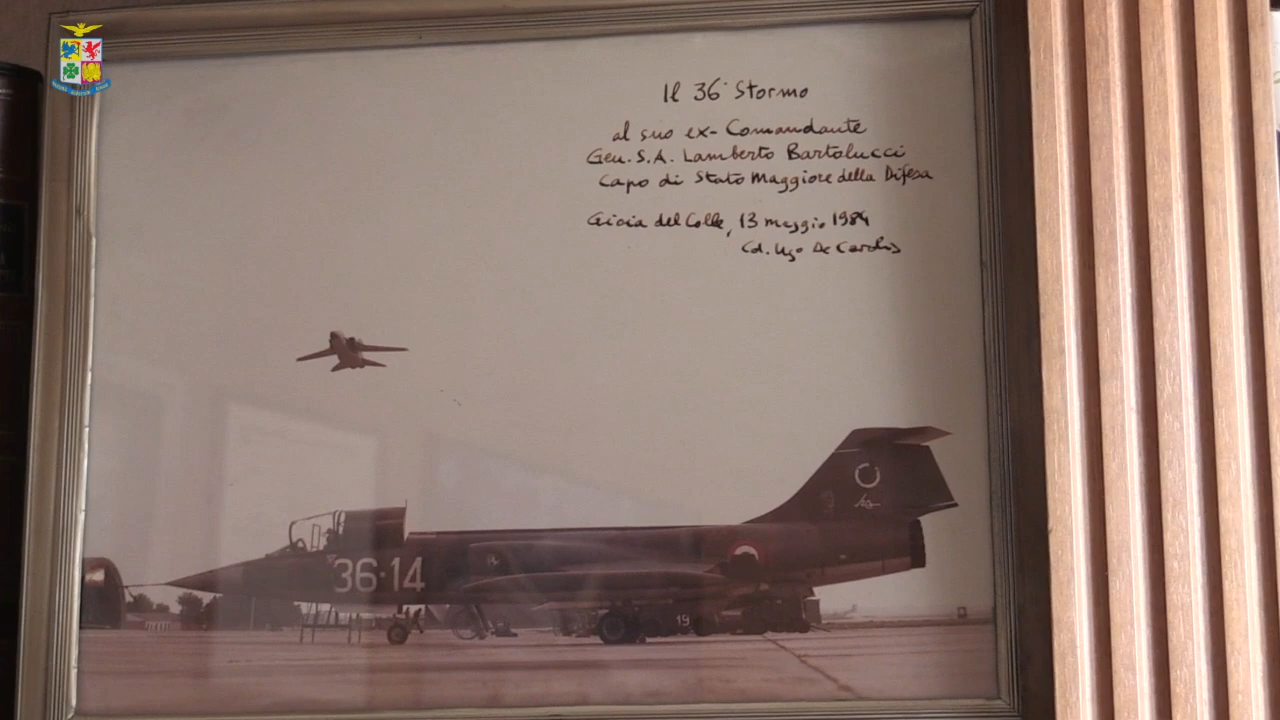 Il 36° Stormo
al suo ex-Comandante
Gen. S.A. Lamberto Bartolucci
Capo di Stato Maggiore della Difesa
Gioia del Colle, 13 maggio 1984
Col. Ugo De Carolis
36-14
19